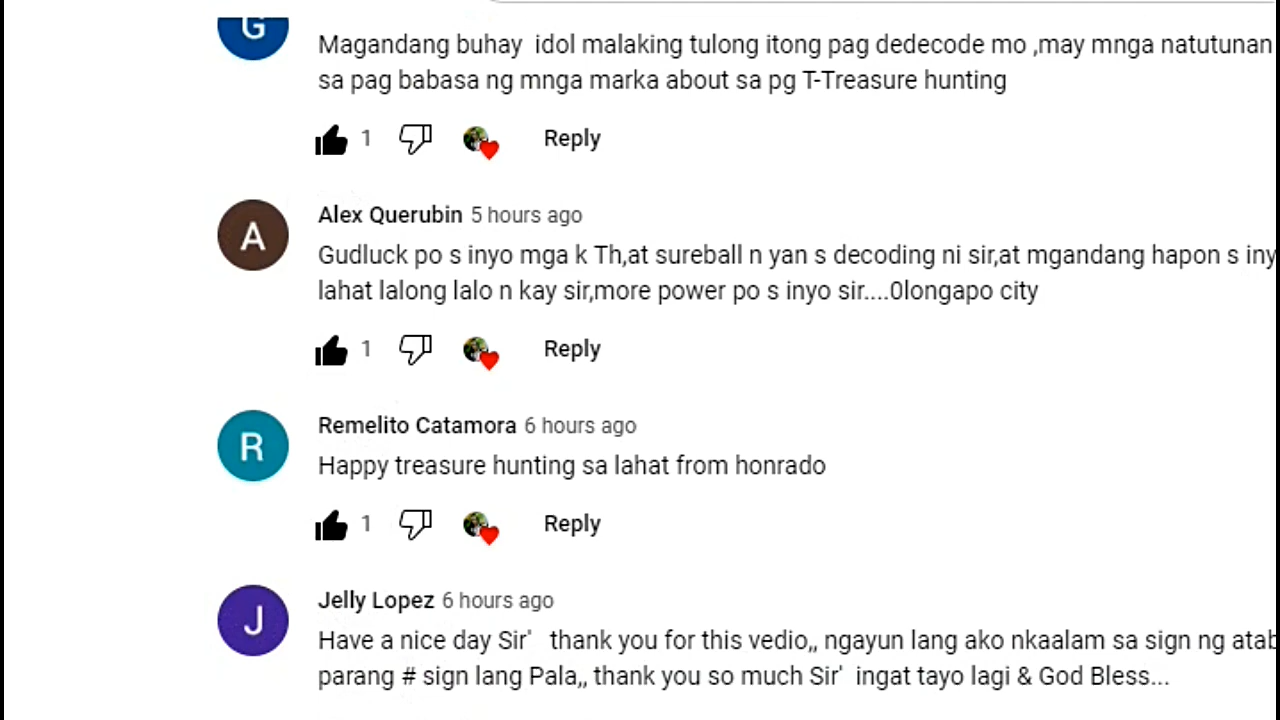 G
Magandang buhay idol malaking tulong itong pag dedecode mo ,may mnga natutunan
sa pag babasa ng mnga marka about sa pg T-Treasure hunting
1 Reply
A
Alex Querubin 5 hours ago
Gudluck po s inyo mga k Th,at sureball n yan s decoding ni sir,at mgandang hapon s iny
lahat lalong lalo n kay sir,more power po s inyo sir....0longapo city
1 Reply
R
Remelito Catamora 6 hours ago
Happy treasure hunting sa lahat from honrado
1 Reply
J
Jelly Lopez 6 hours ago
Have a nice day Sir' thank you for this vedio,, ngayun lang ako nkaalam sa sign ng atab
parang # sign lang Pala,, thank you so much Sir' ingat tayo lagi & God Bless...